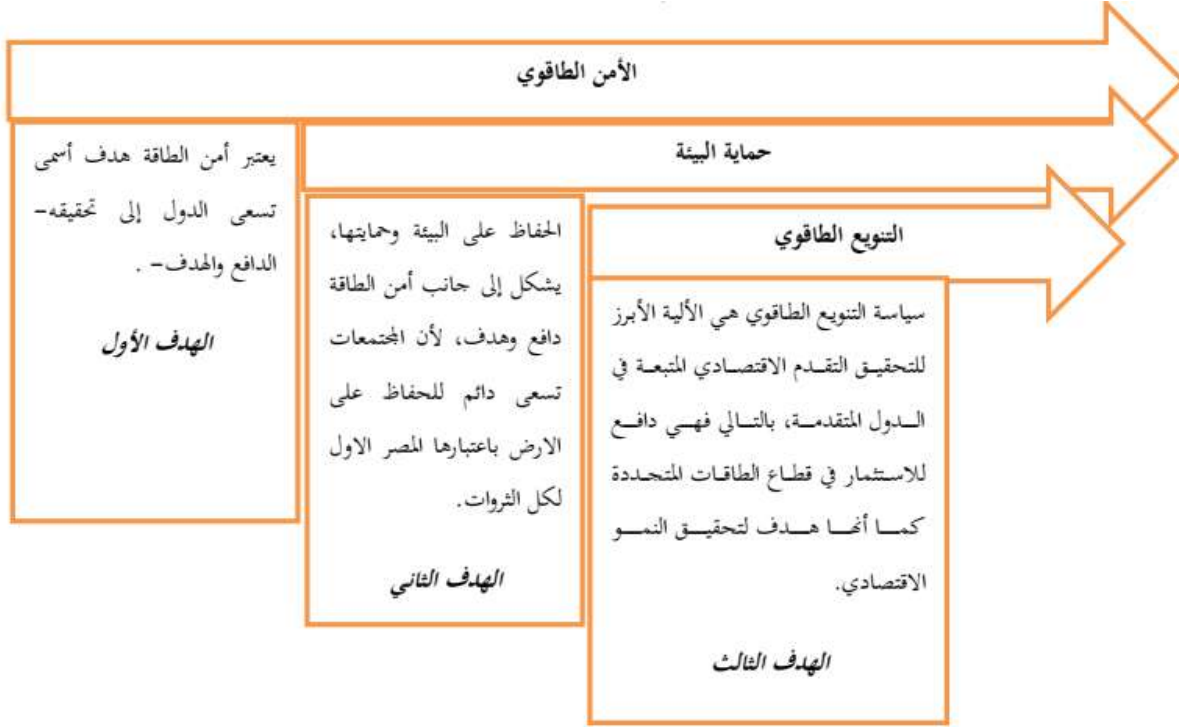 الأمن الطاقوي
يعتبر أمن الطاقة هدف أسمى
تسعى الدول إلى تحقيقه-
الدافع والهدف- .
الهدف الأول
حماية البيئة
الحفاظ على البيئة وحمايتها،
يشكل إلى جانب أمن الطاقة
دافع وهدف، لأن المجتمعات
تسعى دائم للحفاظ على
الارض باعتبارها المصر الاول
لكل الثروات.
الهدف الثاني
التنويع الطاقوي
سياسة التنويع الطاقوي هي الألية الأبرز
للتحقيق التقدم الاقتصادي المتبعة في
الدول المتقدمة، بالتالي فهي دافع
للاستثمار في قطاع الطاقات المتجددة
كما أنها هدف لتحقيق النمو
الاقتصادي.
الهدف الثالث